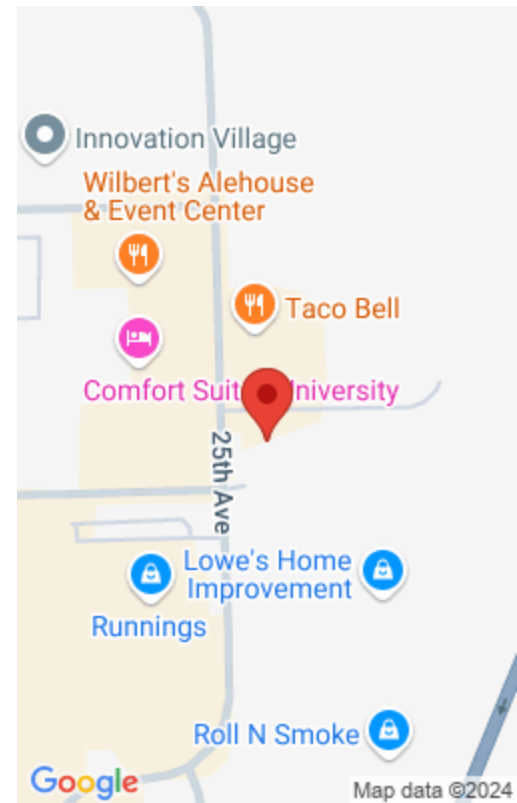 Innovation Village
Wilbert's Alehouse
& Event Center
Taco Bell
Comfort Suit University
25th Ave
Lowe's Home
Improvement
Runnings
Roll N Smoke
Google
Map data ©2024